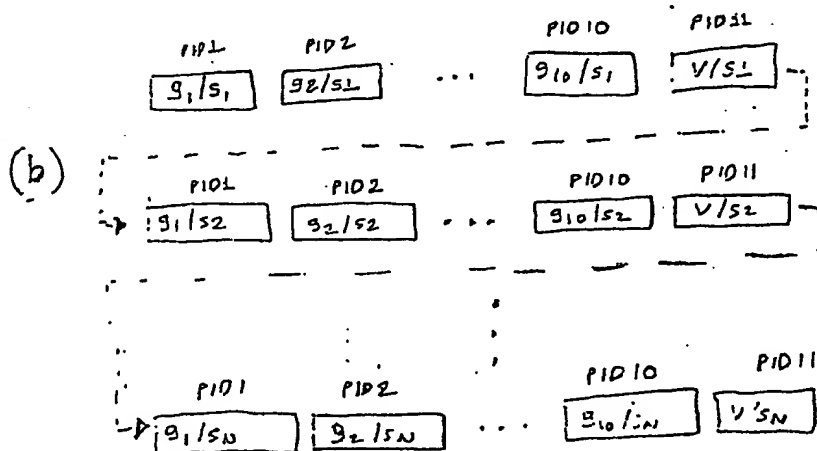 PID1 PID2 PID10 PID11
g1/s1 g2/s1 ... g10/s1 V/s1
(b)
PID1 PID2 PID10 PID11
g1/s2 g2/s2 ... g10/s2 V/s2
PID1 PID2 PID10 PID11
g1/sN g2/sN ... g10/sN V/sN